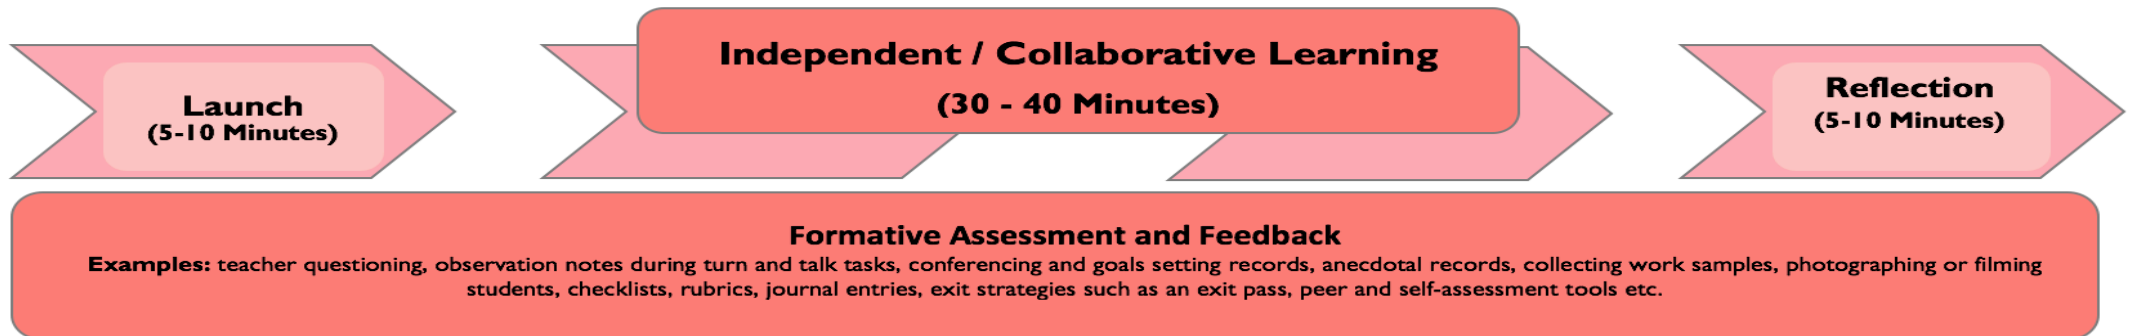 Launch
(5-10 Minutes)
Independent / Collaborative Learning
(30 - 40 Minutes)
Reflection
(5-10 Minutes)
Formative Assessment and Feedback
Examples: teacher questioning, observation notes during turn and talk tasks, conferencing and goals setting records, anecdotal records, collecting work samples, photographing or filming
students, checklists, rubrics, journal entries, exit strategies such as an exit pass, peer and self-assessment tools etc.